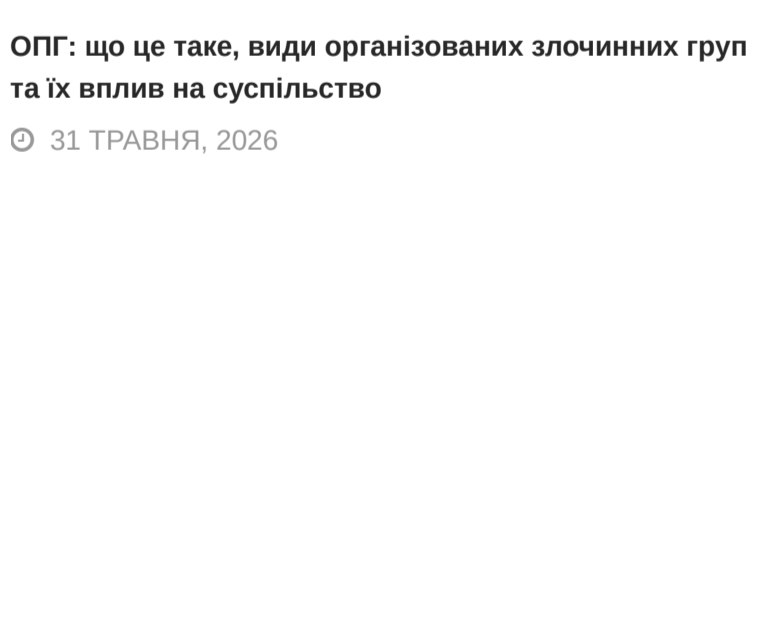 ОПГ: що це таке, види організованих злочинних груп
та їх вплив на суспільство
31 ТРАВНЯ, 2026